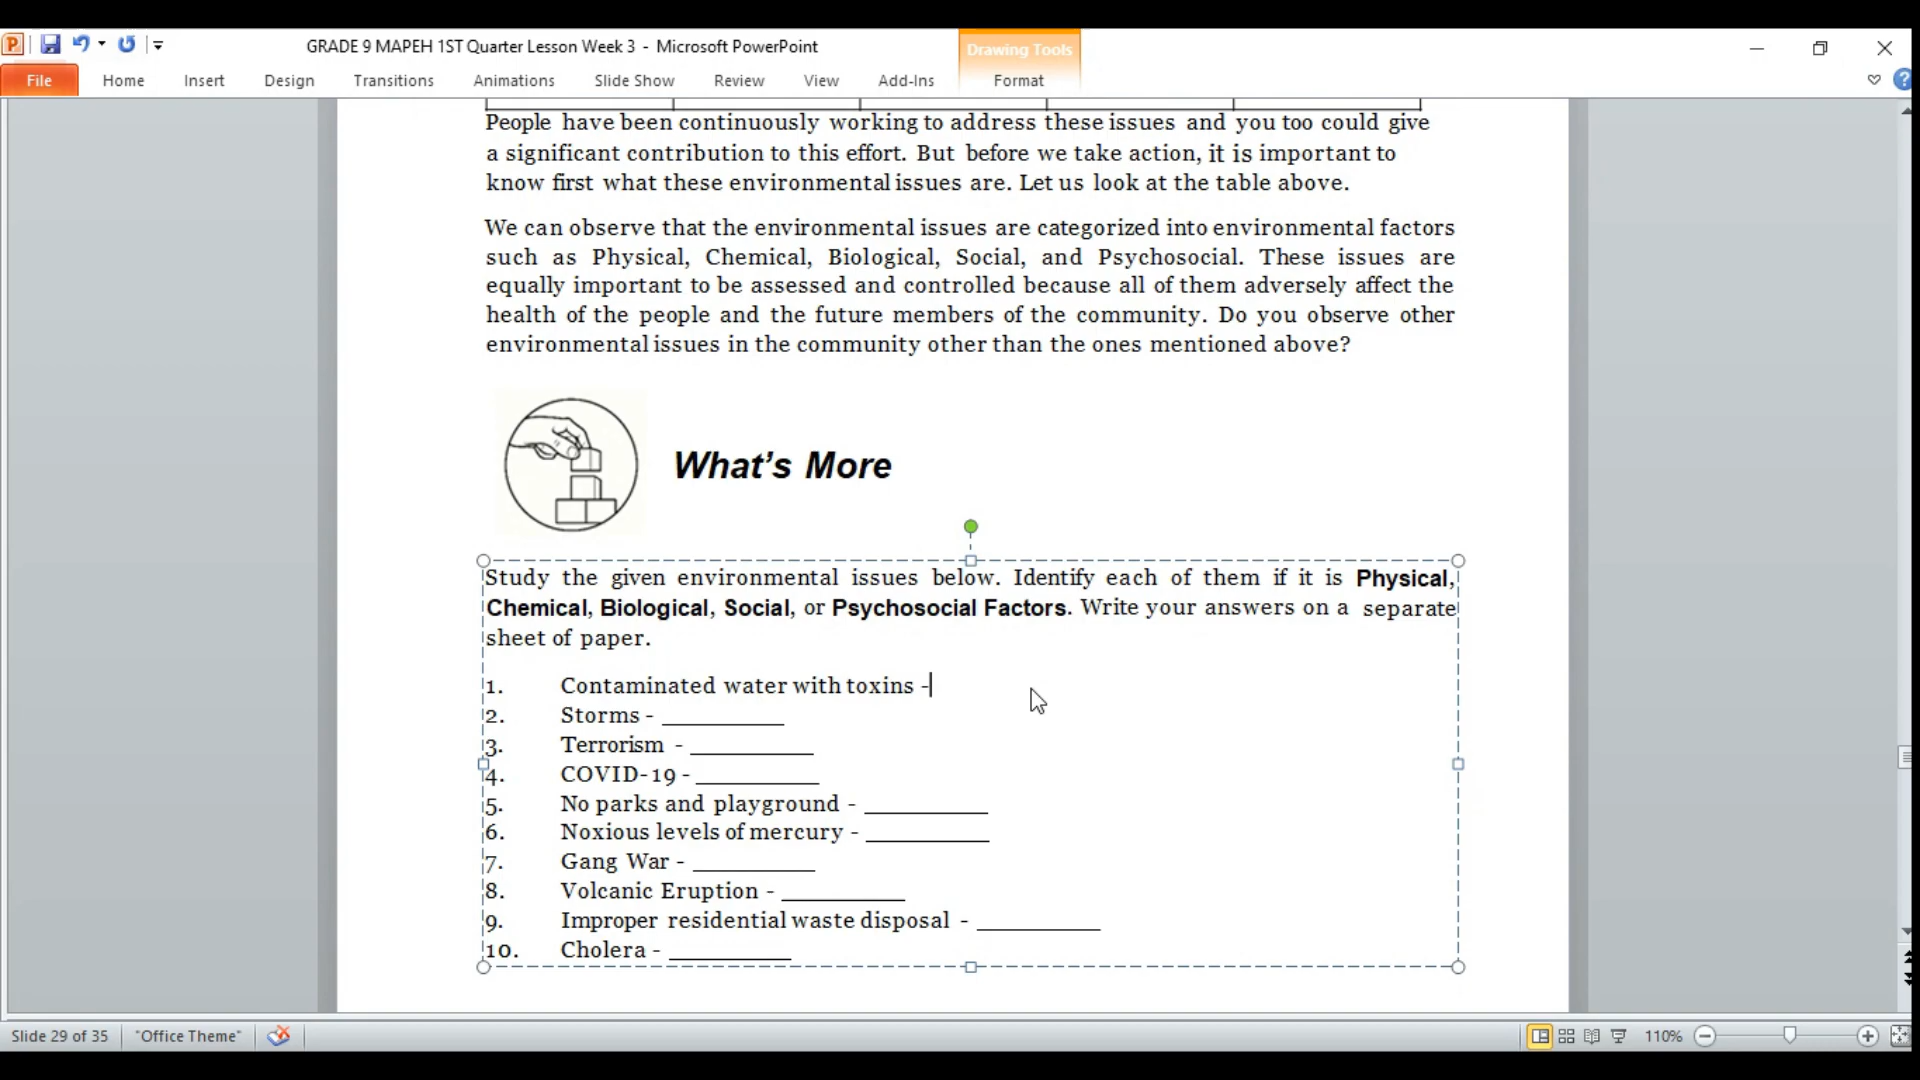 GRADE 9 MAPEH 1ST Quarter Lesson Week 3 - Microsoft PowerPoint
Drawing Tools
File Home Insert Design Transitions Animations Slide Show Review View Add-Ins Format
People have been continuously working to address these issues and you too could give
a significant contribution to this effort. But before we take action, it is important to
know first what these environmental issues are. Let us look at the table above.
We can observe that the environmental issues are categorized into environmental factors
such as Physical, Chemical, Biological, Social, and Psychosocial. These issues are
equally important to be assessed and controlled because all of them adversely affect the
health of the people and the future members of the community. Do you observe other
environmental issues in the community other than the ones mentioned above?
What's More
Study the given environmental issues below. Identify each of them if it is Physical,
Chemical, Biological, Social, or Psychosocial Factors. Write your answers on a separate
sheet of paper.
1. Contaminated water with toxins -
2. Storms - __________
3. Terrorism - __________
4. COVID-19 - __________
5. No parks and playground - __________
6. Noxious levels of mercury - __________
7. Gang War - __________
8. Volcanic Eruption - __________
9. Improper residential waste disposal - __________
10. Cholera - __________
Slide 29 of 35 "Office Theme" 110%